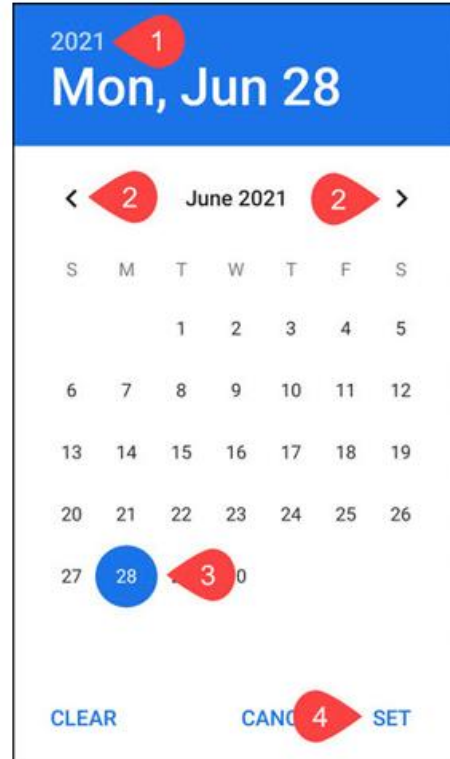 2021 1
Mon, Jun 28
2 June 2021 2
S M T W T F S
1 2 3 4 5
6 7 8 9 10 11 12
13 14 15 16 17 18 19
20 21 22 23 24 25 26
27 28 3
CLEAR 4 SET